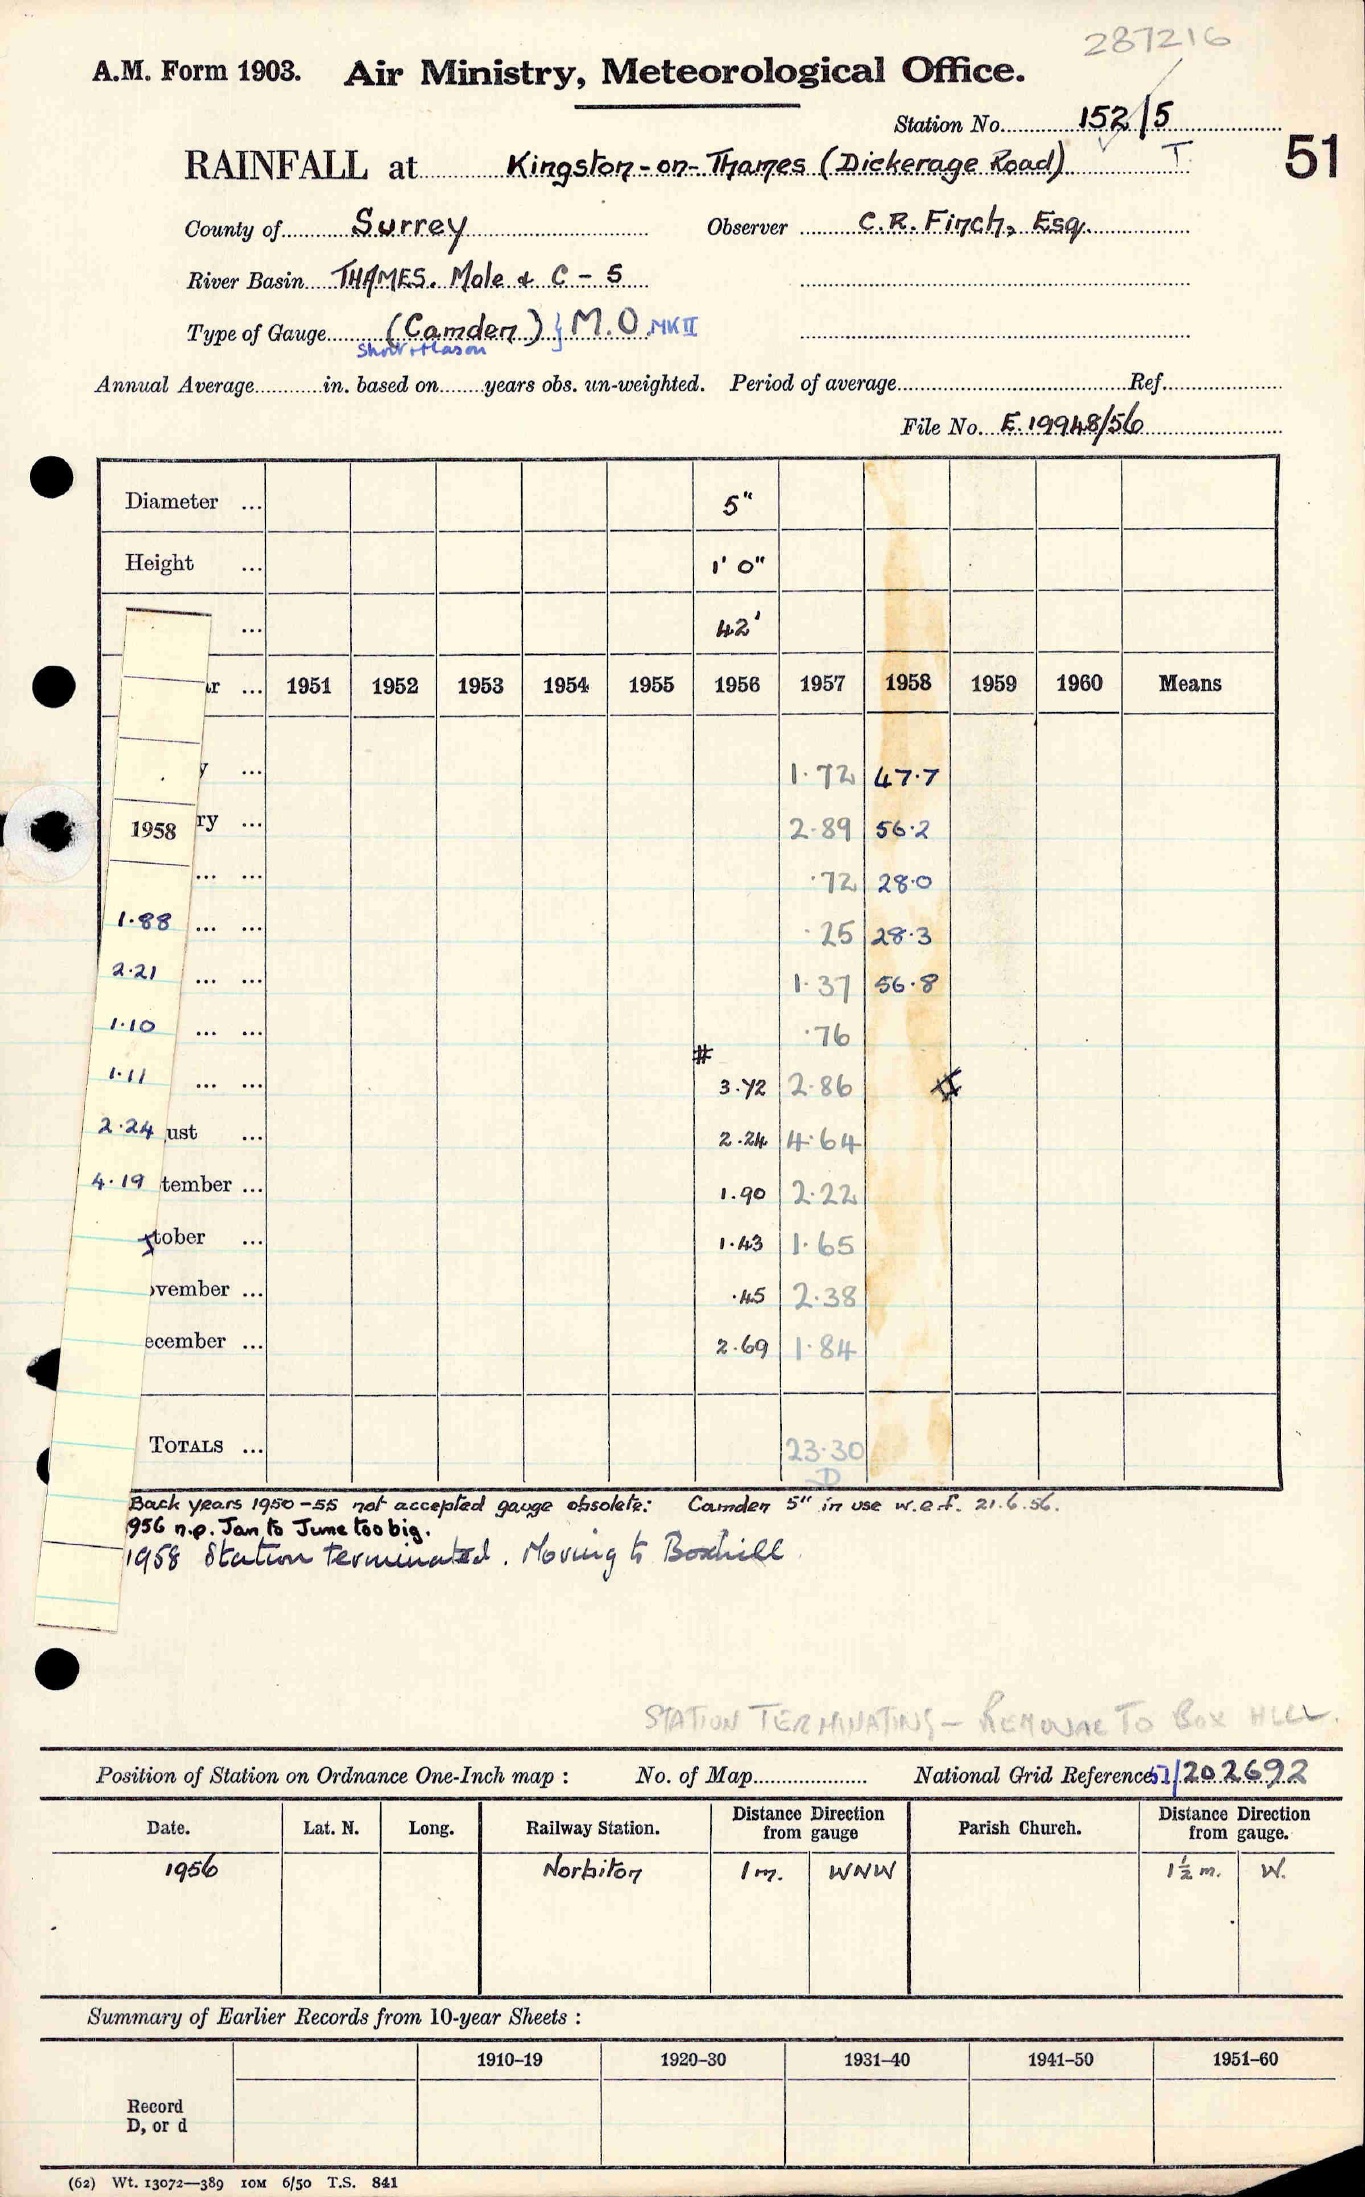 287216
A.M. Form 1903. Air Ministry, Meteorological Office.
Station No. 152/5
RAINFALL at Kingston-on-Thames (Dickerage Road) T. 51
County of Surrey Observer C.R. Finch, Esq.
River Basin THAMES. Mole & C - 5
Type of Gauge (Camden) } M.O. MK II
Short & Mason
Annual Average in. based on years obs. un-weighted. Period of average Ref.
File No. E.19948/56
Diameter ... 5"
Height ... 1' 0"
... 42'
ar ... 1951 1952 1953 1954 1955 1956 1957 1958 1959 1960 Means
y ... 1.72 47.7
1958 ry ... 2.89 56.2
... ... .72 28.0
1.88 ... ... .25 28.3
2.21 ... ... 1.37 56.8
1.10 ... ... .76
#
1.11 ... ... 3.72 2.86 #
2.24 ust ... 2.24 4.64
4.19 tember ... 1.90 2.22
tober ... 1.43 1.65
ovember ... .45 2.38
ecember ... 2.69 1.84
TOTALS ... 23.30
D
Back years 1950-55 not accepted gauge obsolete: Camden 5" in use w.e.f. 21.6.56.
956 n.p. Jan to June too big.
1958 Station terminated. Moving to Boxhill
STATION TERMINATING - REMOVAL TO BOX HILL.
Position of Station on Ordnance One-Inch map : No. of Map National Grid Reference 51/202692
Date. Lat. N. Long. Railway Station. Distance from gauge Direction Parish Church. Distance from gauge. Direction
1956 Norbiton 1 m. WNW 1½ m. W.
Summary of Earlier Records from 10-year Sheets :
1910-19 1920-30 1931-40 1941-50 1951-60
Record
D, or d
(62) Wt. 13072—389 10M 6/50 T.S. 841